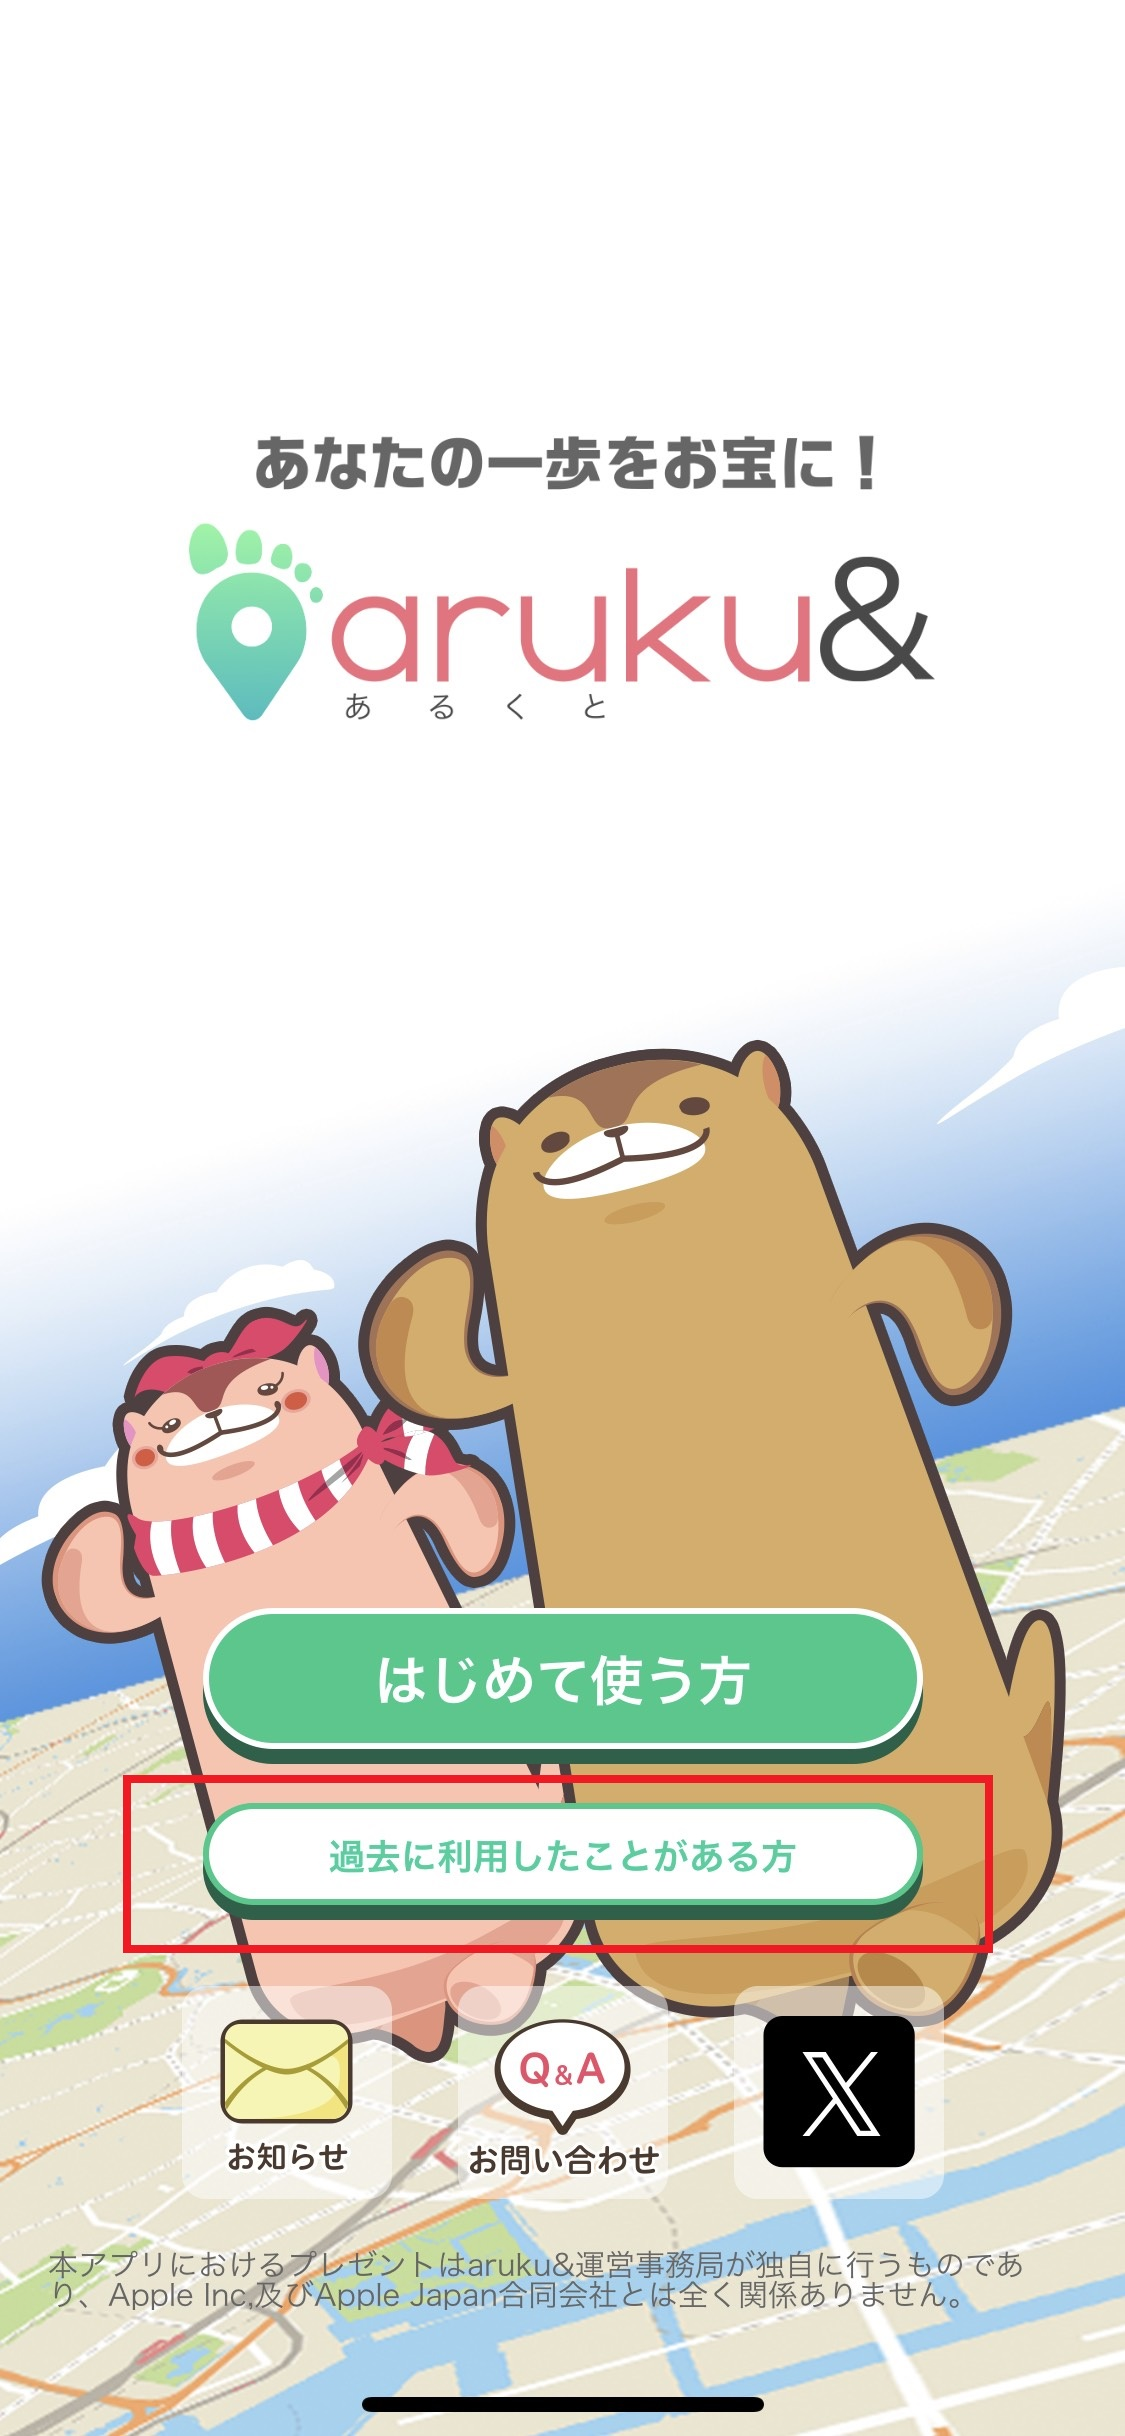 あなたの一歩をお宝に！
aruku&
あるくと
はじめて使う方
過去に利用したことがある方
Q&A
お知らせ
お問い合わせ
X
本アプリにおけるプレゼントはaruku&運営事務局が独自に行うものであ
り、Apple Inc,及びApple Japan合同会社とは全く関係ありません。